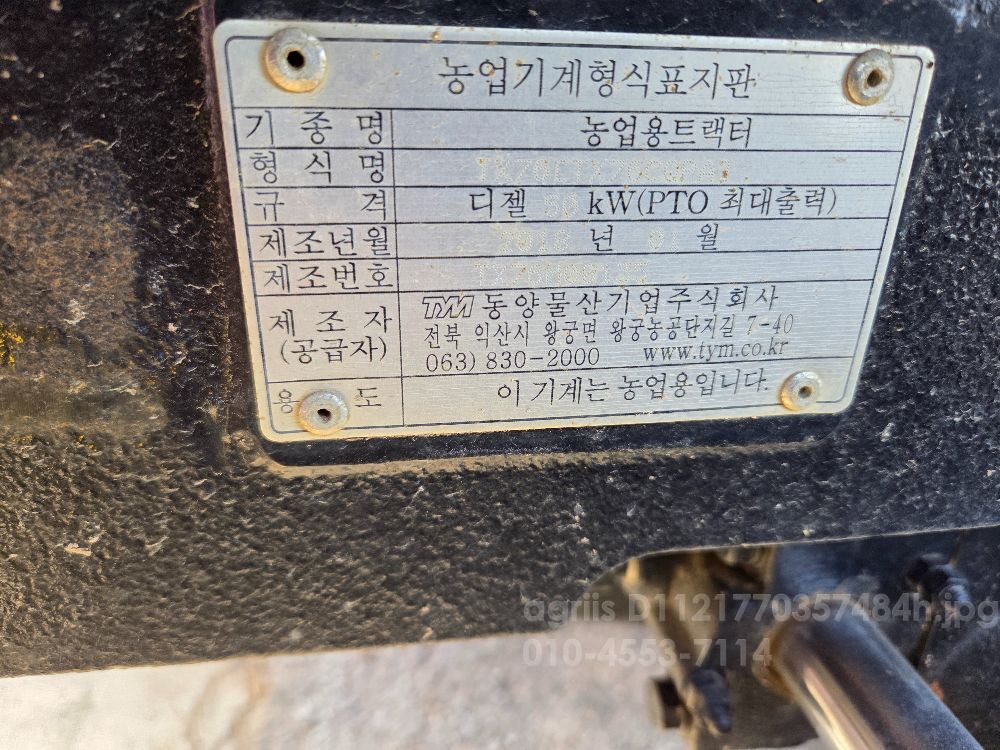 농업기계형식표지판
기 종 명 농업용트랙터
형 식 명
규 격 디젤 50 kW(PTO 최대출력)
제조년월 2018 년 01 월
제조번호
제 조 자 TYM 동양물산기업주식회사
(공급자) 전북 익산시 왕궁면 왕궁농공단지길 7-40
063) 830-2000 www.tym.co.kr
용 도 이 기계는 농업용입니다.
agriis D1121770357484h.jpg
010-4553-7114